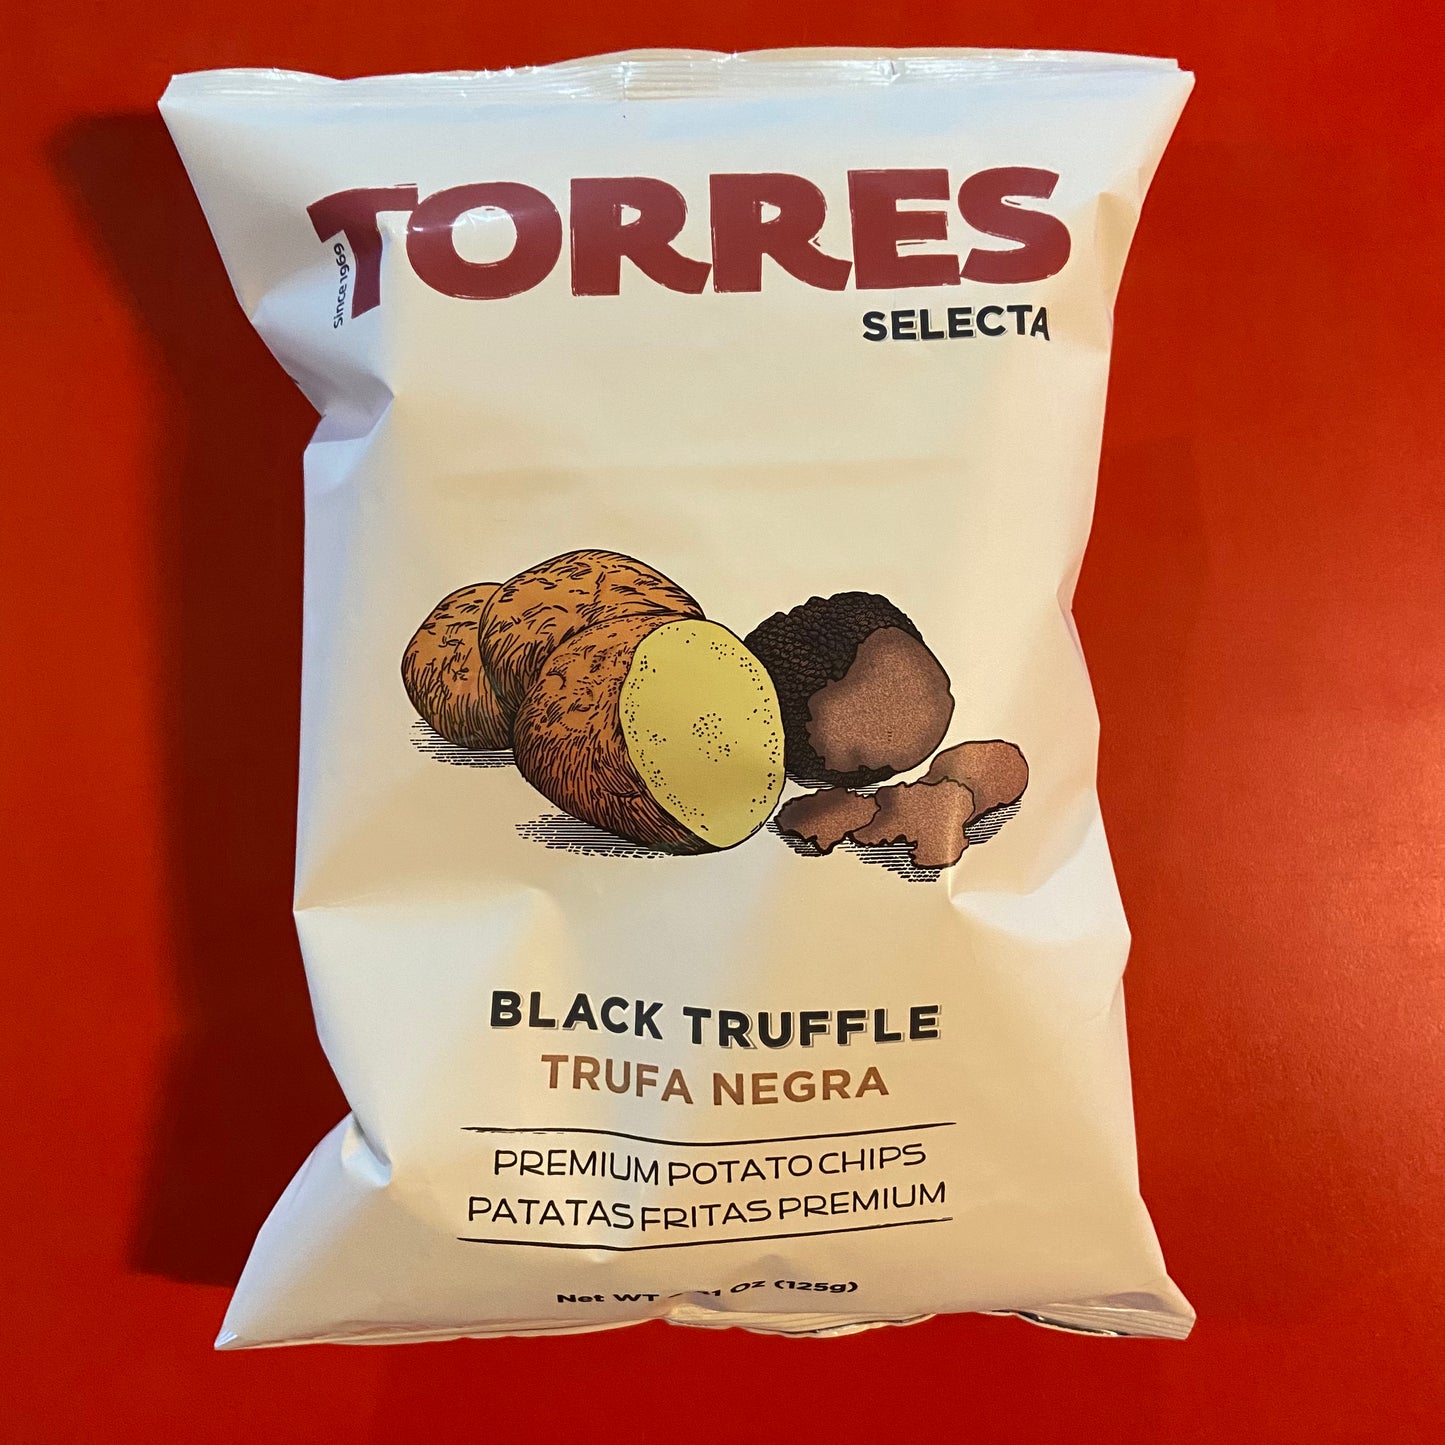 TORRES
Since 1969
SELECTA
BLACK TRUFFLE
TRUFA NEGRA
PREMIUM POTATO CHIPS
PATATAS FRITAS PREMIUM
Net WT Oz (125g)